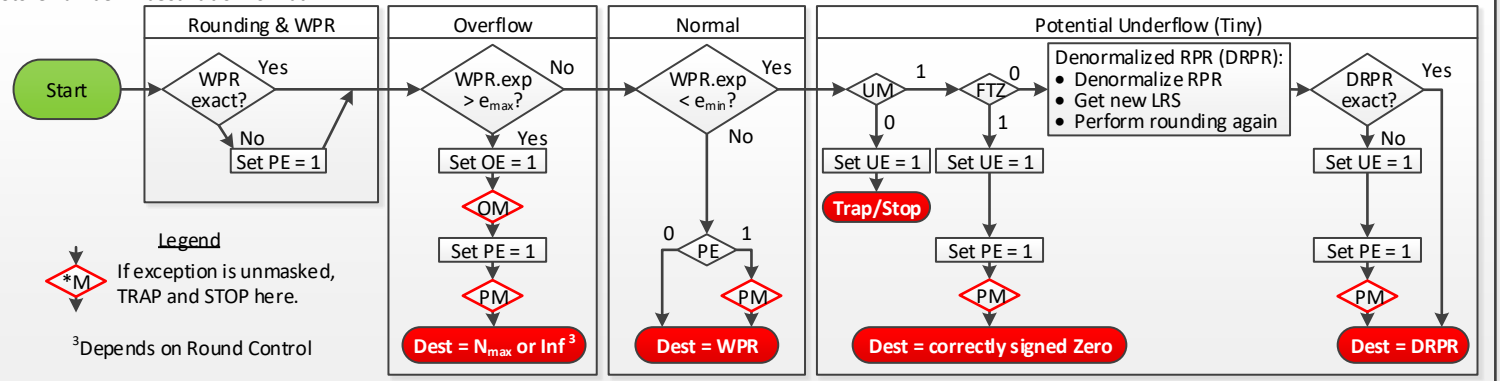 Rounding & WPR
Overflow
Normal
Potential Underflow (Tiny)
Start
WPR
exact?
Yes
No
Set PE = 1
WPR.exp
> emax?
No
Yes
Set OE = 1
OM
Set PE = 1
PM
Dest = Nmax or Inf 3
WPR.exp
< emin?
Yes
No
0
PE
1
PM
Dest = WPR
UM
1
0
Set UE = 1
Trap/Stop
FTZ
0
1
Set UE = 1
Set PE = 1
PM
Dest = correctly signed Zero
Denormalized RPR (DRPR):
• Denormalize RPR
• Get new LRS
• Perform rounding again
DRPR
exact?
Yes
No
Set UE = 1
Set PE = 1
PM
Dest = DRPR
Legend
*M
If exception is unmasked,
TRAP and STOP here.
3Depends on Round Control